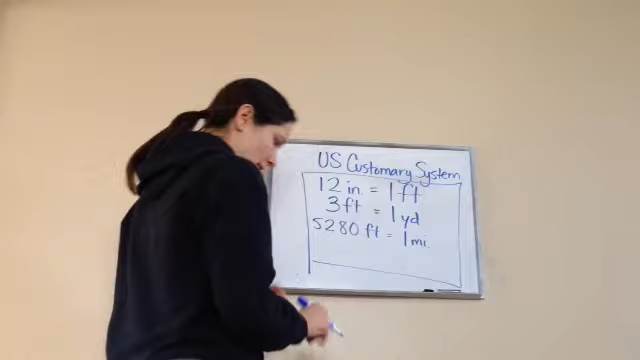 US Customary System
12 in = 1 ft
3 ft = 1 yd
5280 ft = 1 mi.